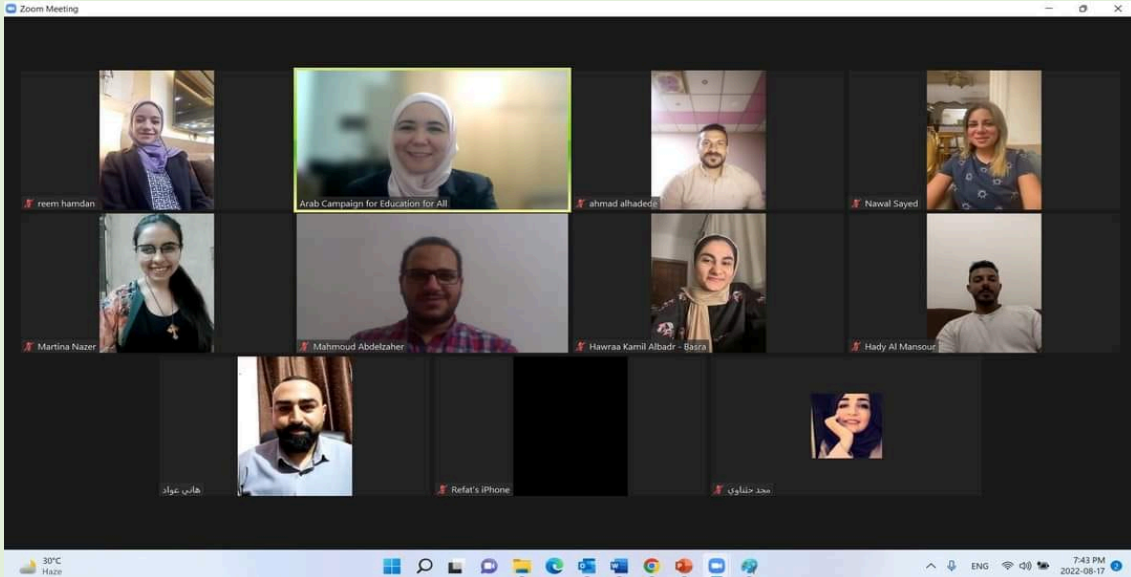 Zoom Meeting
reem hamdan
Arab Campaign for Education for All
ahmad alhadede
Nawal Sayed
Martina Nazer
Mahmoud Abdelzaher
Hawraa Kamil Albadr - Basra
Hady Al Mansour
هاني عواد
Refat's iPhone
مجد حثناوي
30°C
Haze
ENG
7:43 PM
2022-08-17
2